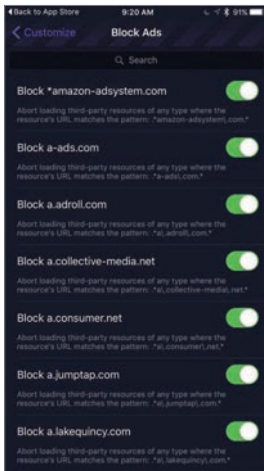 Back to App Store 9:20 AM 91%
Customize Block Ads
Search
Block *amazon-adsystem.com
Abort loading third-party resources of any type where the
resource's URL matches the pattern: .*amazon-adsystem\.com.*
Block a-ads.com
Abort loading third-party resources of any type where the
resource's URL matches the pattern: .*a-ads\.com.*
Block a.adroll.com
Abort loading third-party resources of any type where the
resource's URL matches the pattern: .*a\.adroll\.com.*
Block a.collective-media.net
Abort loading third-party resources of any type where the
resource's URL matches the pattern: .*a\.collective-media\.net.*
Block a.consumer.net
Abort loading third-party resources of any type where the
resource's URL matches the pattern: .*a\.consumer\.net.*
Block a.jumptap.com
Abort loading third-party resources of any type where the
resource's URL matches the pattern: .*a\.jumptap\.com.*
Block a.lakequincy.com
Abort loading third-party resources of any type where the
resource's URL matches the pattern: .*a\.lakequincy\.com.*